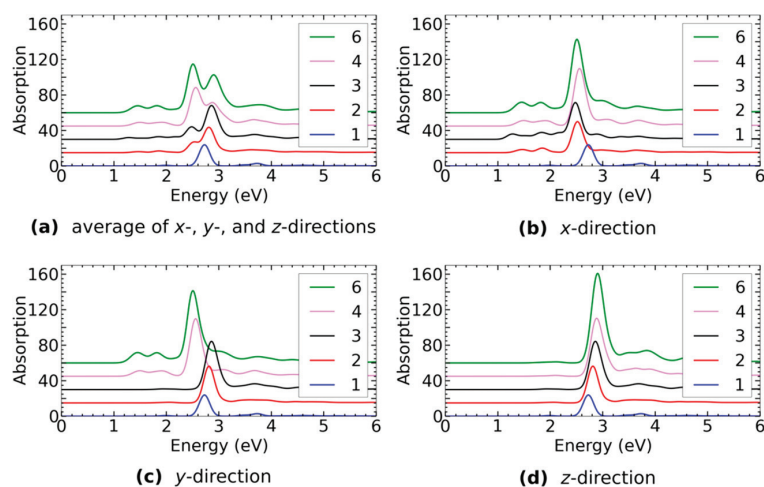 160
120
80
40
0
Absorption
6
4
3
2
1
0 1 2 3 4 5 6
Energy (eV)
(a) average of x-, y-, and z-directions
160
120
80
40
0
Absorption
6
4
3
2
1
0 1 2 3 4 5 6
Energy (eV)
(b) x-direction
160
120
80
40
0
Absorption
6
4
3
2
1
0 1 2 3 4 5 6
Energy (eV)
(c) y-direction
160
120
80
40
0
Absorption
6
4
3
2
1
0 1 2 3 4 5 6
Energy (eV)
(d) z-direction